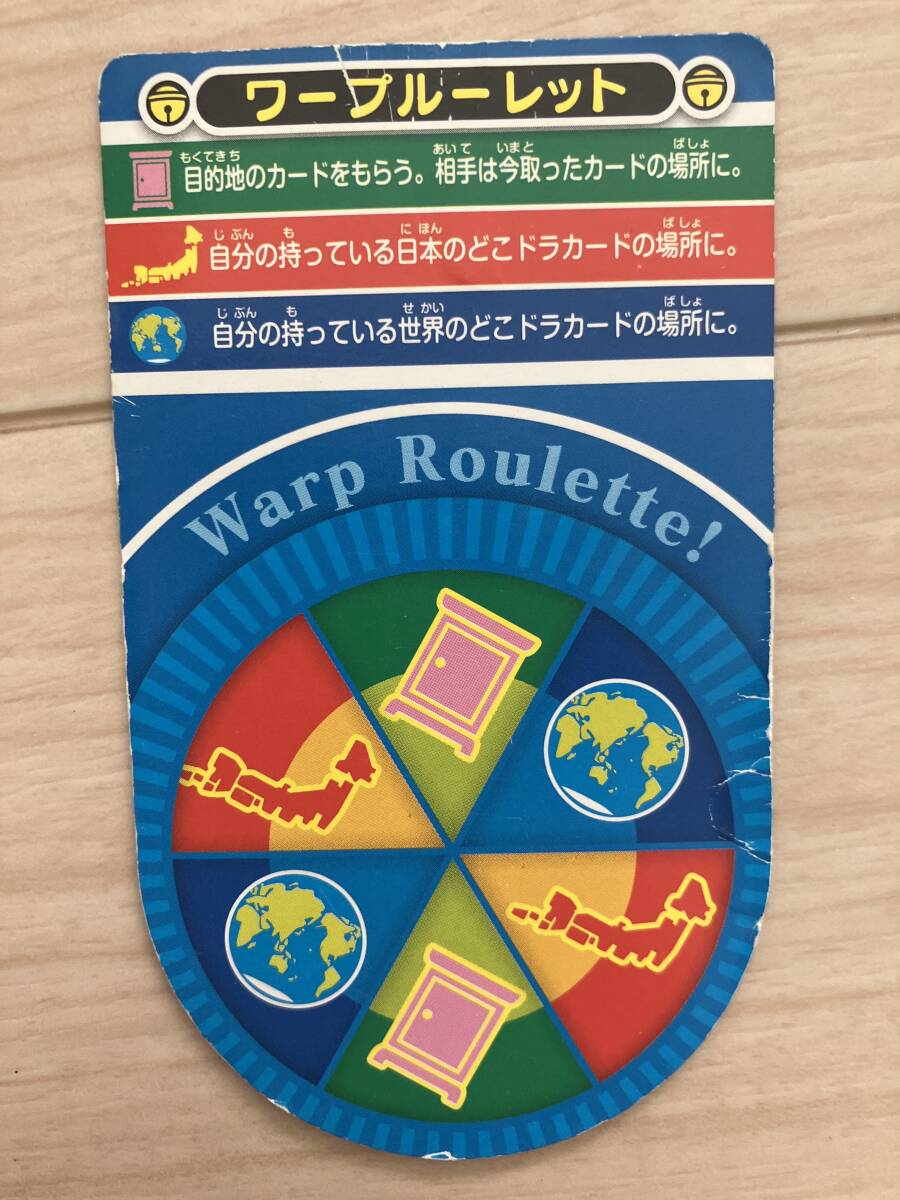 ワープルーレット
目的地のカードをもらう。相手は今取ったカードの場所に。
自分の持っている日本のどこドラカードの場所に。
自分の持っている世界のどこドラカードの場所に。
Warp Roulette!